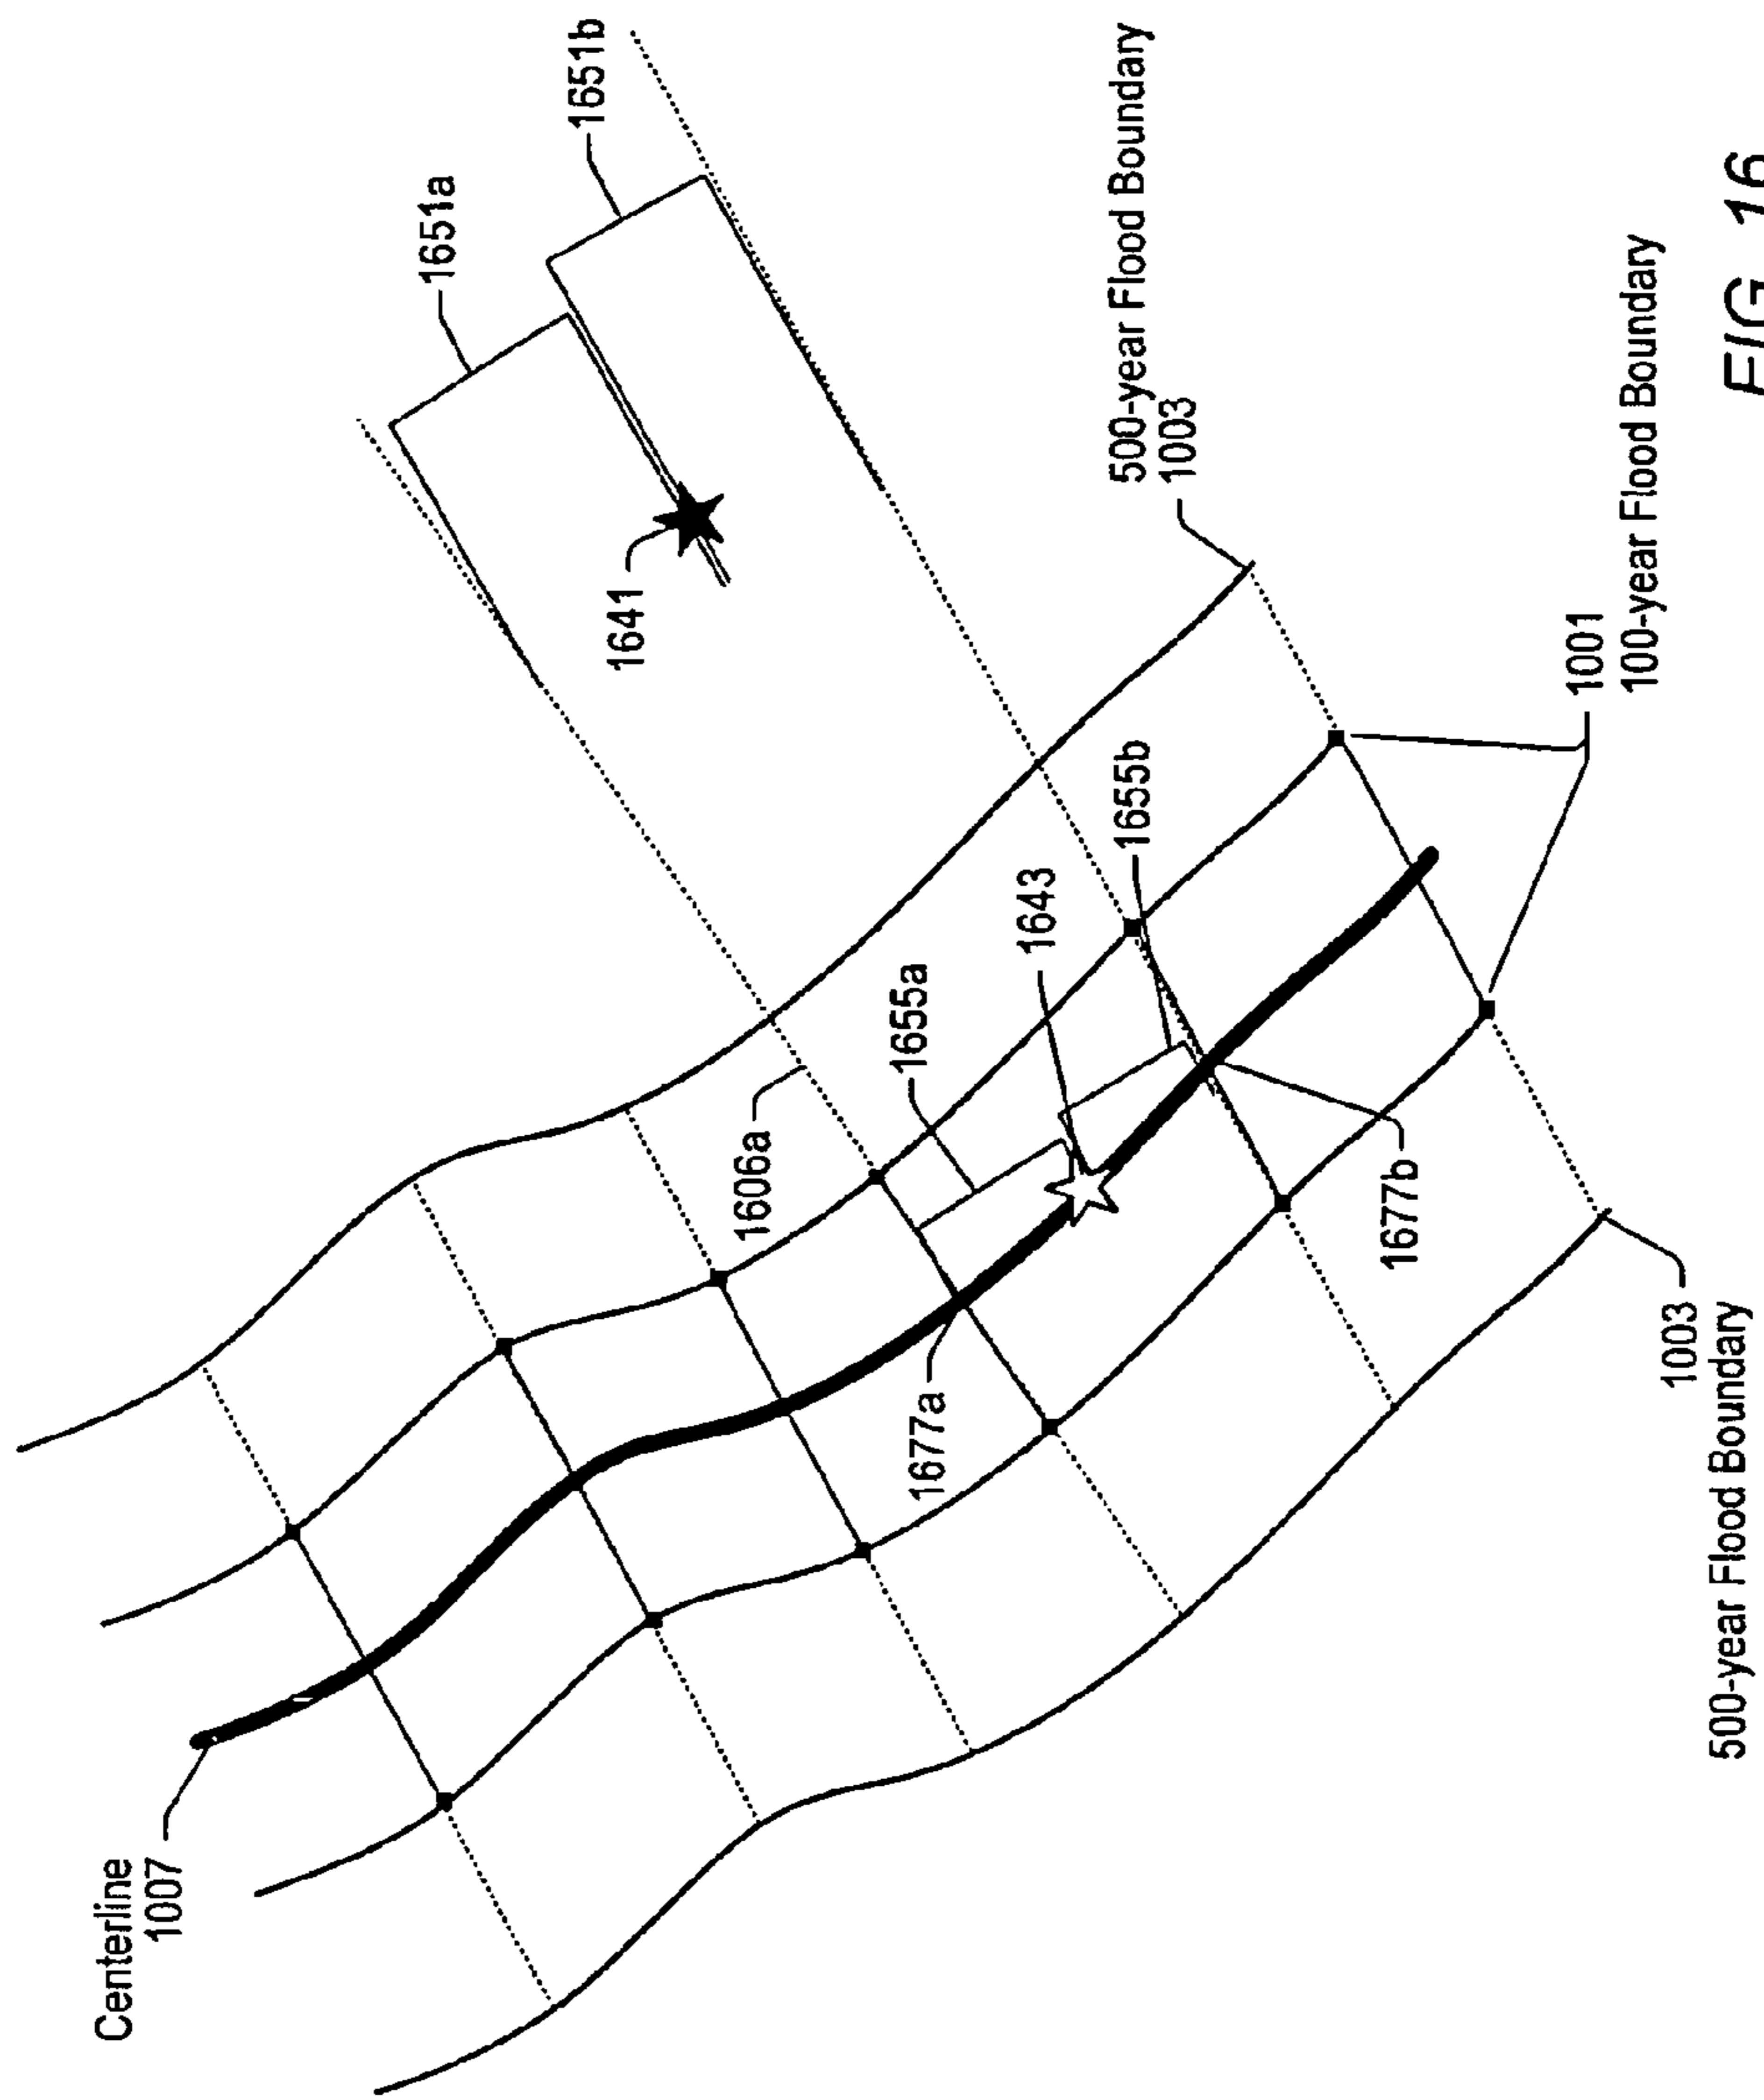 Centerline
1007
1651a
1651b
1641
1606a
1655a
1643
1655b
500-year Flood Boundary
1003
1677a
1677b
1001
100-year Flood Boundary
1003
500-year Flood Boundary
FIG. 16